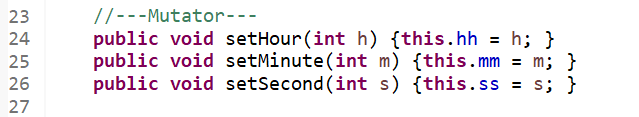 23 //---Mutator---
24 public void setHour(int h) {this.hh = h; }
25 public void setMinute(int m) {this.mm = m; }
26 public void setSecond(int s) {this.ss = s; }
27